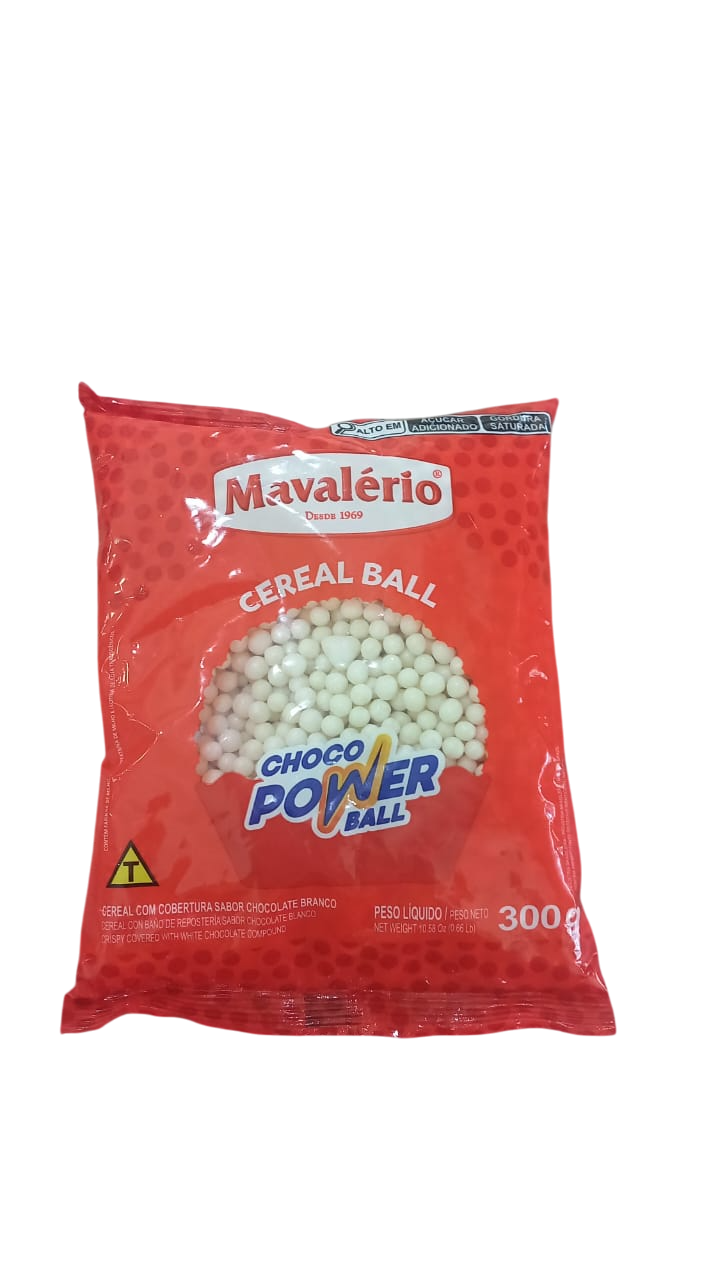 ALTO EM
AÇÚCAR
ADICIONADO
GORDURA
SATURADA
Mavalério®
DESDE 1969
CEREAL BALL
CHOCO
POWER
BALL
T
CEREAL COM COBERTURA SABOR CHOCOLATE BRANCO
CEREAL CON BAÑO DE REPOSTERÍA SABOR CHOCOLATE BLANCO
CRISPY COVERED WITH WHITE CHOCOLATE COMPOUND
PESO LÍQUIDO / PESO NETO
NET WEIGHT 10.58 Oz (0.66 Lb)
300g